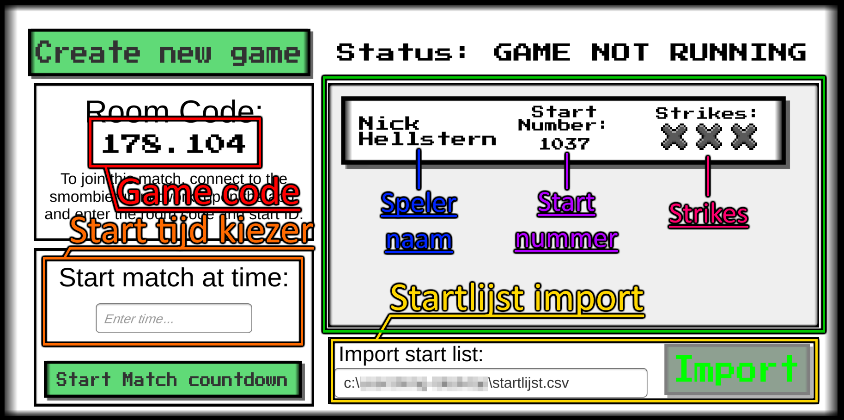 Create new game
Status: GAME NOT RUNNING
Room Code:
178.104
To join this match, connect to the
and enter the room code and start ID.
Game code
Start tijd kiezer
Start match at time:
Enter time...
Start Match countdown
Nick
Hellstern
Start
Number:
1037
Strikes:
Speler
naam
Start
nummer
Strikes
Startlijst import
Import start list:
c:\
\startlijst.csv
Import